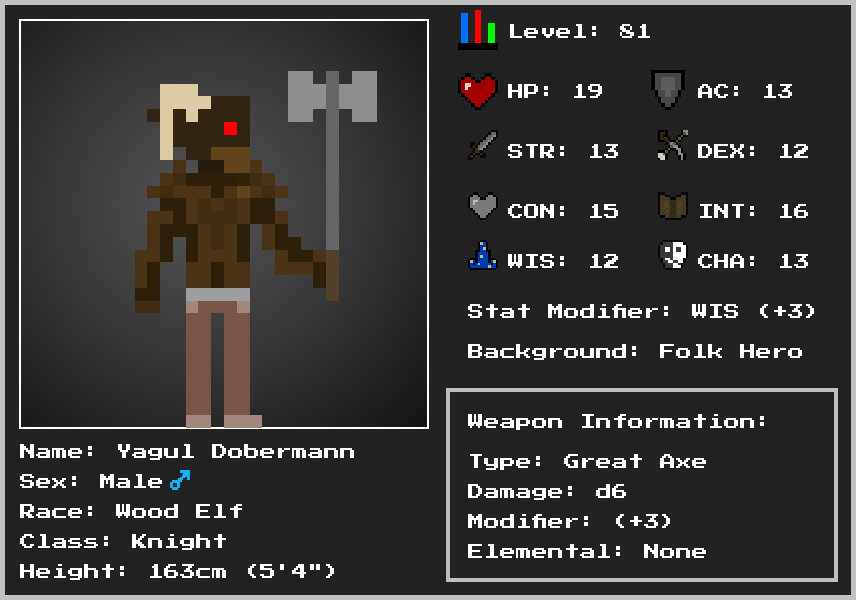 Level: 81
HP: 19 AC: 13
STR: 13 DEX: 12
CON: 15 INT: 16
WIS: 12 CHA: 13
Stat Modifier: WIS (+3)
Background: Folk Hero
Weapon Information:
Type: Great Axe
Damage: d6
Modifier: (+3)
Elemental: None
Name: Yagul Dobermann
Sex: Male ♂
Race: Wood Elf
Class: Knight
Height: 163cm (5'4")